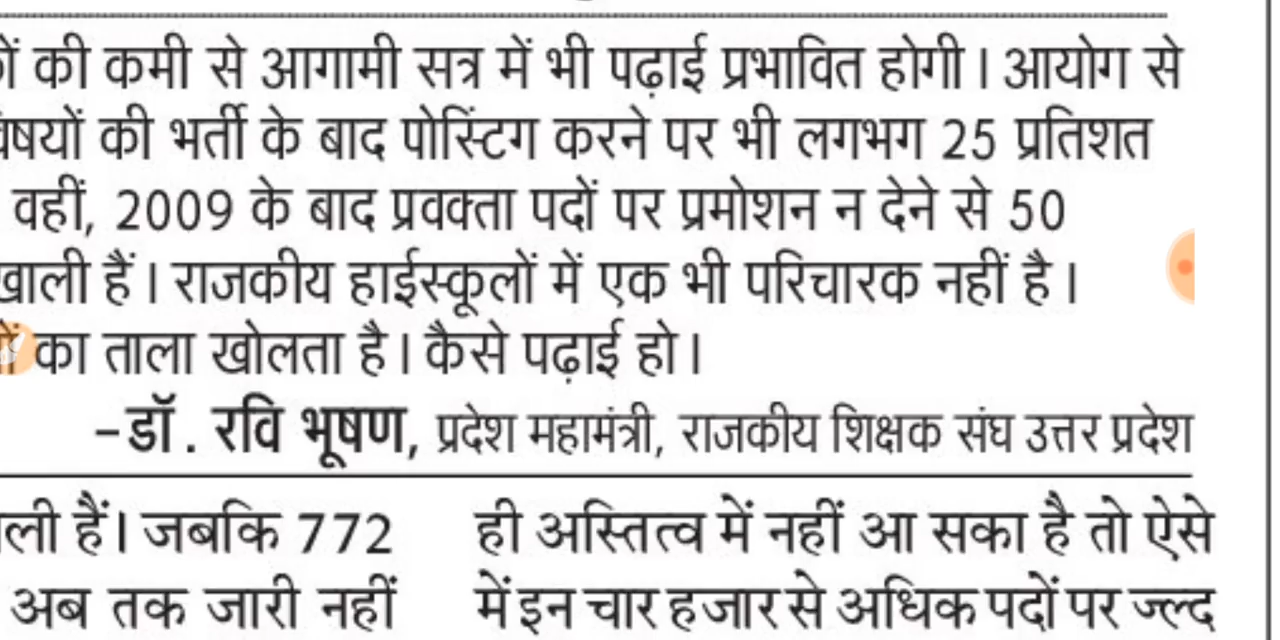 की कमी से आगामी सत्र में भी पढ़ाई प्रभावित होगी। आयोग से
की भर्ती के बाद पोस्टिंग करने पर भी लगभग 25 प्रतिशत
वहीं, 2009 के बाद प्रवक्ता पदों पर प्रमोशन न देने से 50
खाली हैं। राजकीय हाईस्कूलों में एक भी परिचारक नहीं है।
का ताला खोलता है। कैसे पढ़ाई हो।
-डॉ. रवि भूषण, प्रदेश महामंत्री, राजकीय शिक्षक संघ उत्तर प्रदेश
हैं। जबकि 772
अब तक जारी नहीं
ही अस्तित्व में नहीं आ सका है तो ऐसे
में इन चार हजार से अधिक पदों पर ज्ल्द